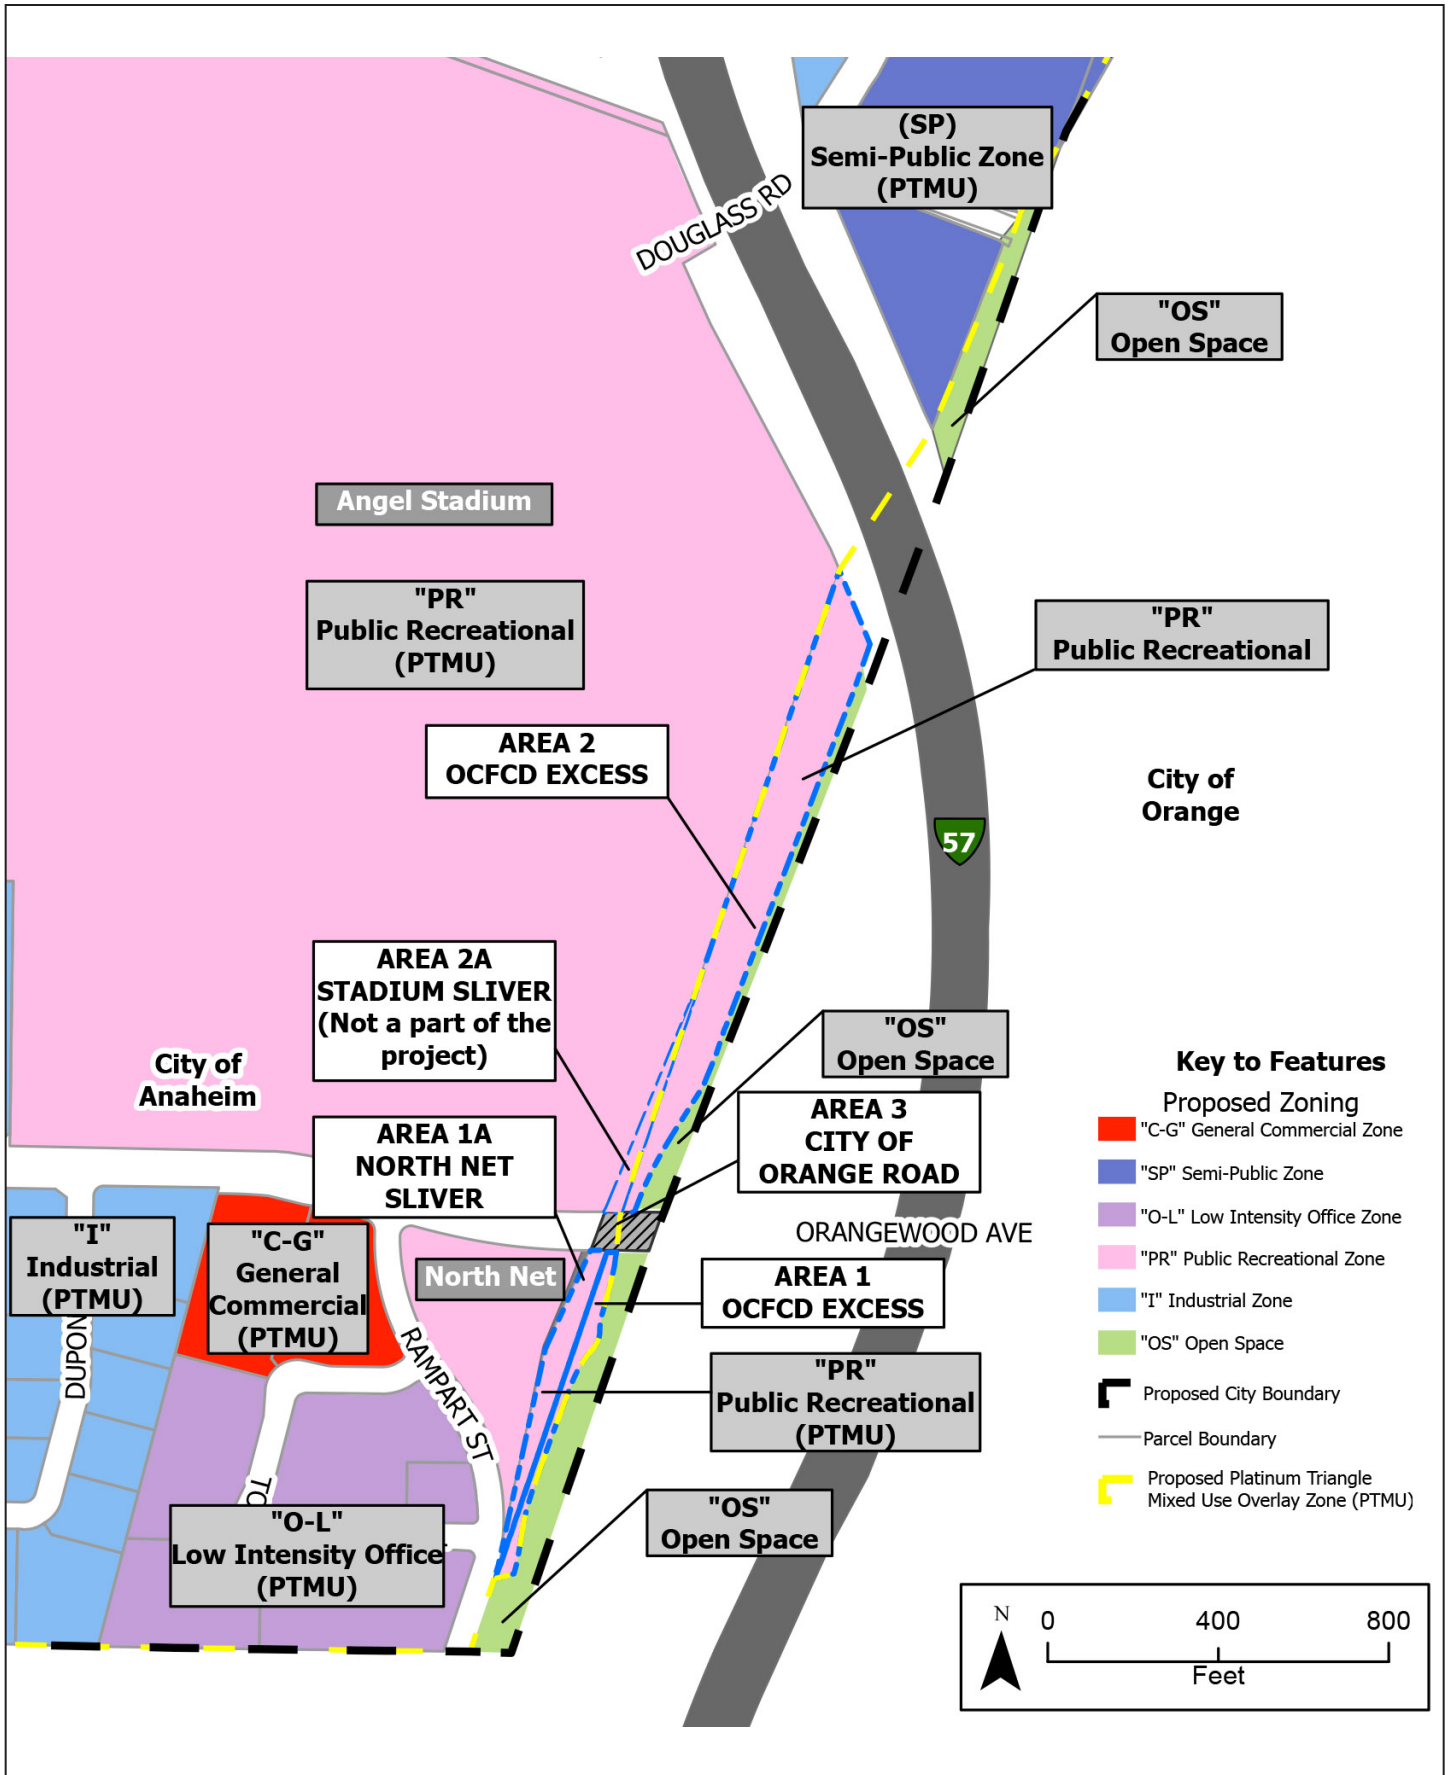 (SP)
Semi-Public Zone
(PTMU)
DOUGLASS RD
"OS"
Open Space
Angel Stadium
"PR"
Public Recreational
(PTMU)
"PR"
Public Recreational
AREA 2
OCFCD EXCESS
City of
Orange
57
AREA 2A
STADIUM SLIVER
(Not a part of the
project)
"OS"
Open Space
City of
Anaheim
AREA 3
CITY OF
ORANGE ROAD
AREA 1A
NORTH NET
SLIVER
ORANGEWOOD AVE
"I"
Industrial
(PTMU)
"C-G"
General
Commercial
(PTMU)
North Net
AREA 1
OCFCD EXCESS
DUPON
RAMPART ST
"PR"
Public Recreational
(PTMU)
TO
"O-L"
Low Intensity Office
(PTMU)
"OS"
Open Space
Key to Features
Proposed Zoning
"C-G" General Commercial Zone
"SP" Semi-Public Zone
"O-L" Low Intensity Office Zone
"PR" Public Recreational Zone
"I" Industrial Zone
"OS" Open Space
Proposed City Boundary
Parcel Boundary
Proposed Platinum Triangle
Mixed Use Overlay Zone (PTMU)
N
0 400 800
Feet